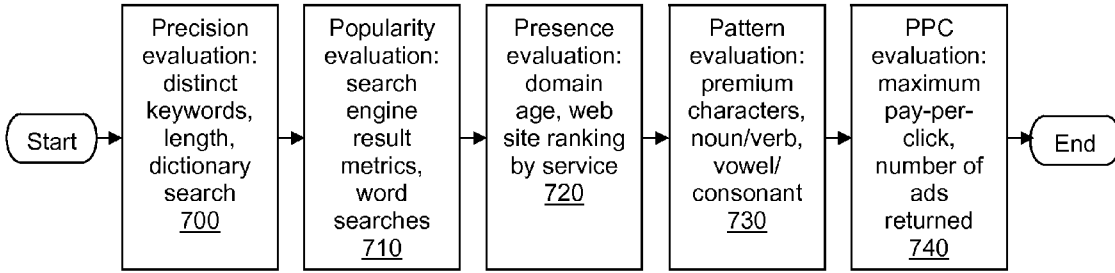 Start
Precision
evaluation:
distinct
keywords,
length,
dictionary
search
700
Popularity
evaluation:
search
engine
result
metrics,
word
searches
710
Presence
evaluation:
domain
age, web
site ranking
by service
720
Pattern
evaluation:
premium
characters,
noun/verb,
vowel/
consonant
730
PPC
evaluation:
maximum
pay-per-
click,
number of
ads
returned
740
End